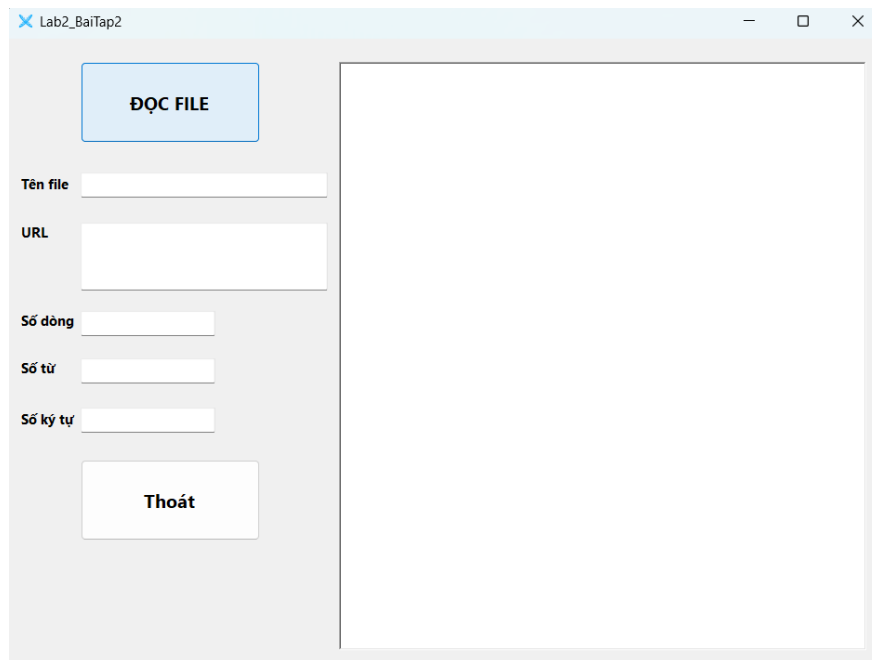 Lab2_BaiTap2
ĐỌC FILE
Tên file
URL
Số dòng
Số từ
Số ký tự
Thoát